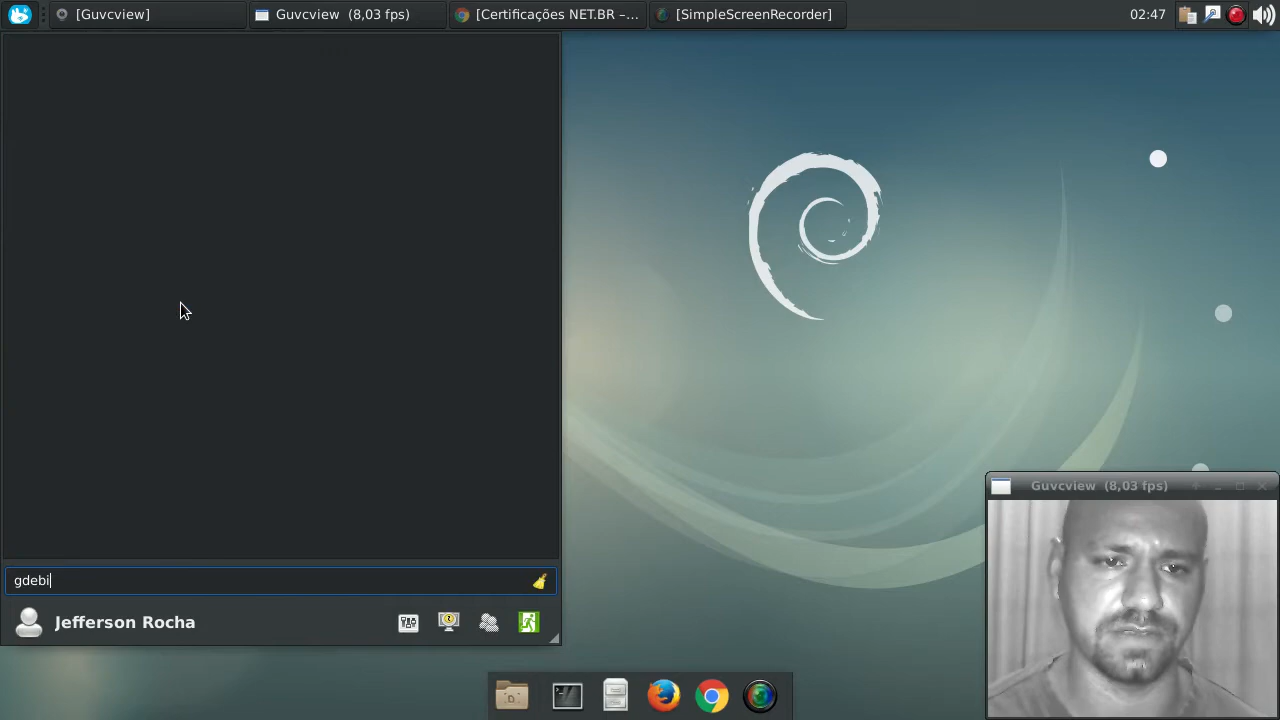 [Guvcview]
Guvcview (8,03 fps)
[Certificações NET.BR –...
[SimpleScreenRecorder]
02:47
Guvcview (8,03 fps)
gdebi
Jefferson Rocha